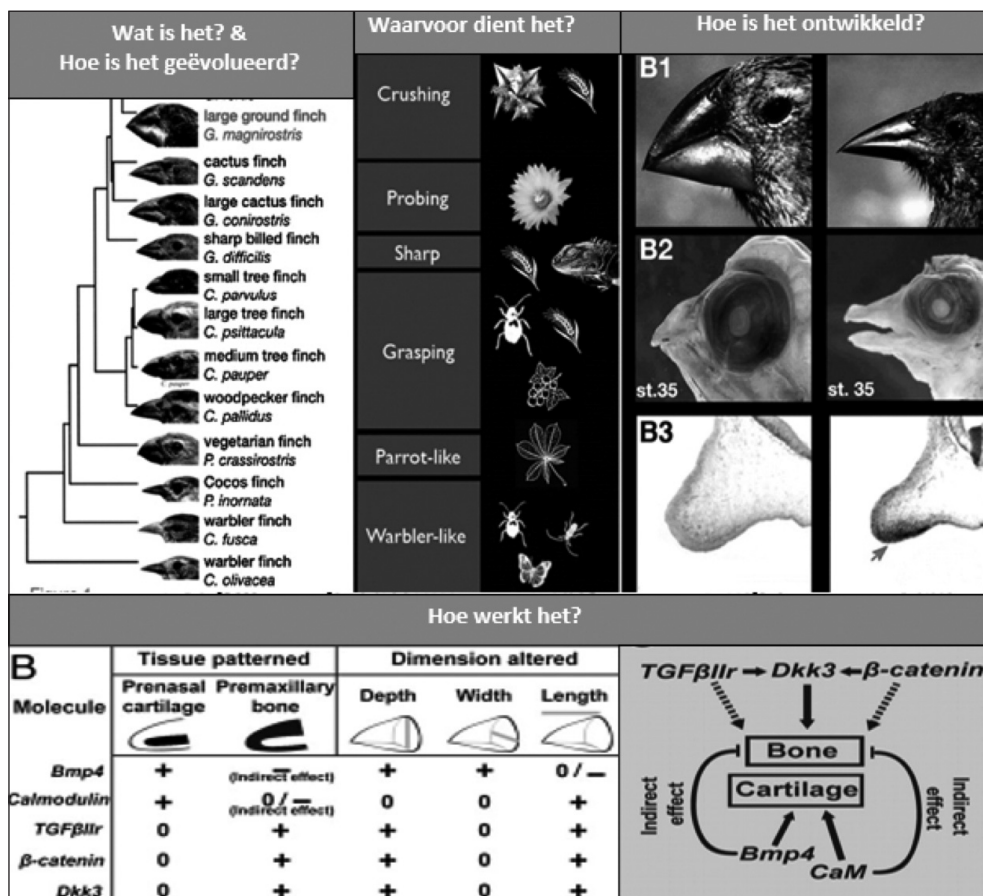 Wat is het? &
Hoe is het geëvolueerd?
large ground finch
G. magnirostris
cactus finch
G. scandens
large cactus finch
G. conirostris
sharp billed finch
G. difficilis
small tree finch
C. parvulus
large tree finch
C. psittacula
medium tree finch
C. pauper
C. pauper
woodpecker finch
C. pallidus
vegetarian finch
P. crassirostris
Cocos finch
P. inornata
warbler finch
C. fusca
warbler finch
C. olivacea
Waarvoor dient het?
Crushing
Probing
Sharp
Grasping
Parrot-like
Warbler-like
Hoe is het ontwikkeld?
B1
B2
st.35
st. 35
B3
Hoe werkt het?
B
Tissue patterned
Dimension altered
Molecule
Prenasal cartilage
Premaxillary bone
Depth
Width
Length
Bmp4 + – + + 0 / –
(Indirect effect)
Calmodulin + 0 / – 0 0 +
(Indirect effect)
TGFβIIr 0 + + 0 +
β-catenin 0 + + 0 +
Dkk3 0 + + 0 +
TGFβIIr Dkk3 β-catenin
Bone
Cartilage
Indirect effect
Indirect effect
Bmp4
CaM